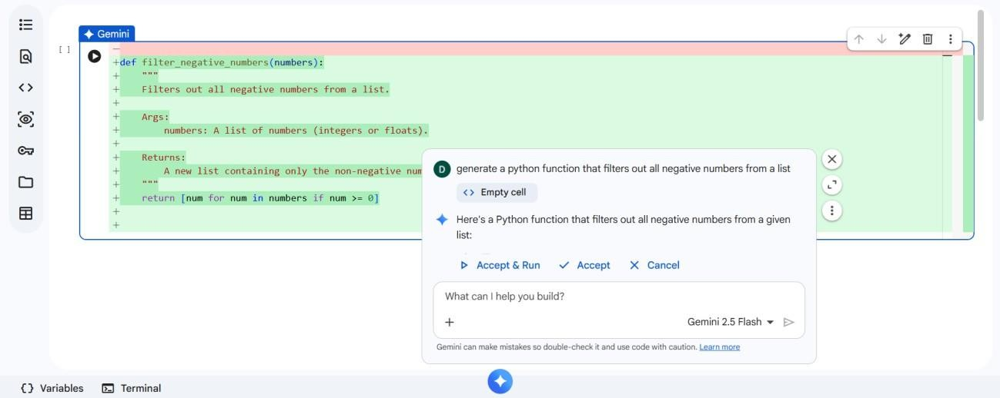 Gemini
[ ]
def filter_negative_numbers(numbers):
"""
Filters out all negative numbers from a list.
Args:
numbers: A list of numbers (integers or floats).
Returns:
A new list containing only the non-negative
"""
return [num for num in numbers if num >= 0]
D
generate a python function that filters out all negative numbers from a list
<> Empty cell
Here's a Python function that filters out all negative numbers from a given
list:
Accept & Run Accept Cancel
What can I help you build?
+ Gemini 2.5 Flash
Gemini can make mistakes so double-check it and use code with caution. Learn more
{} Variables Terminal